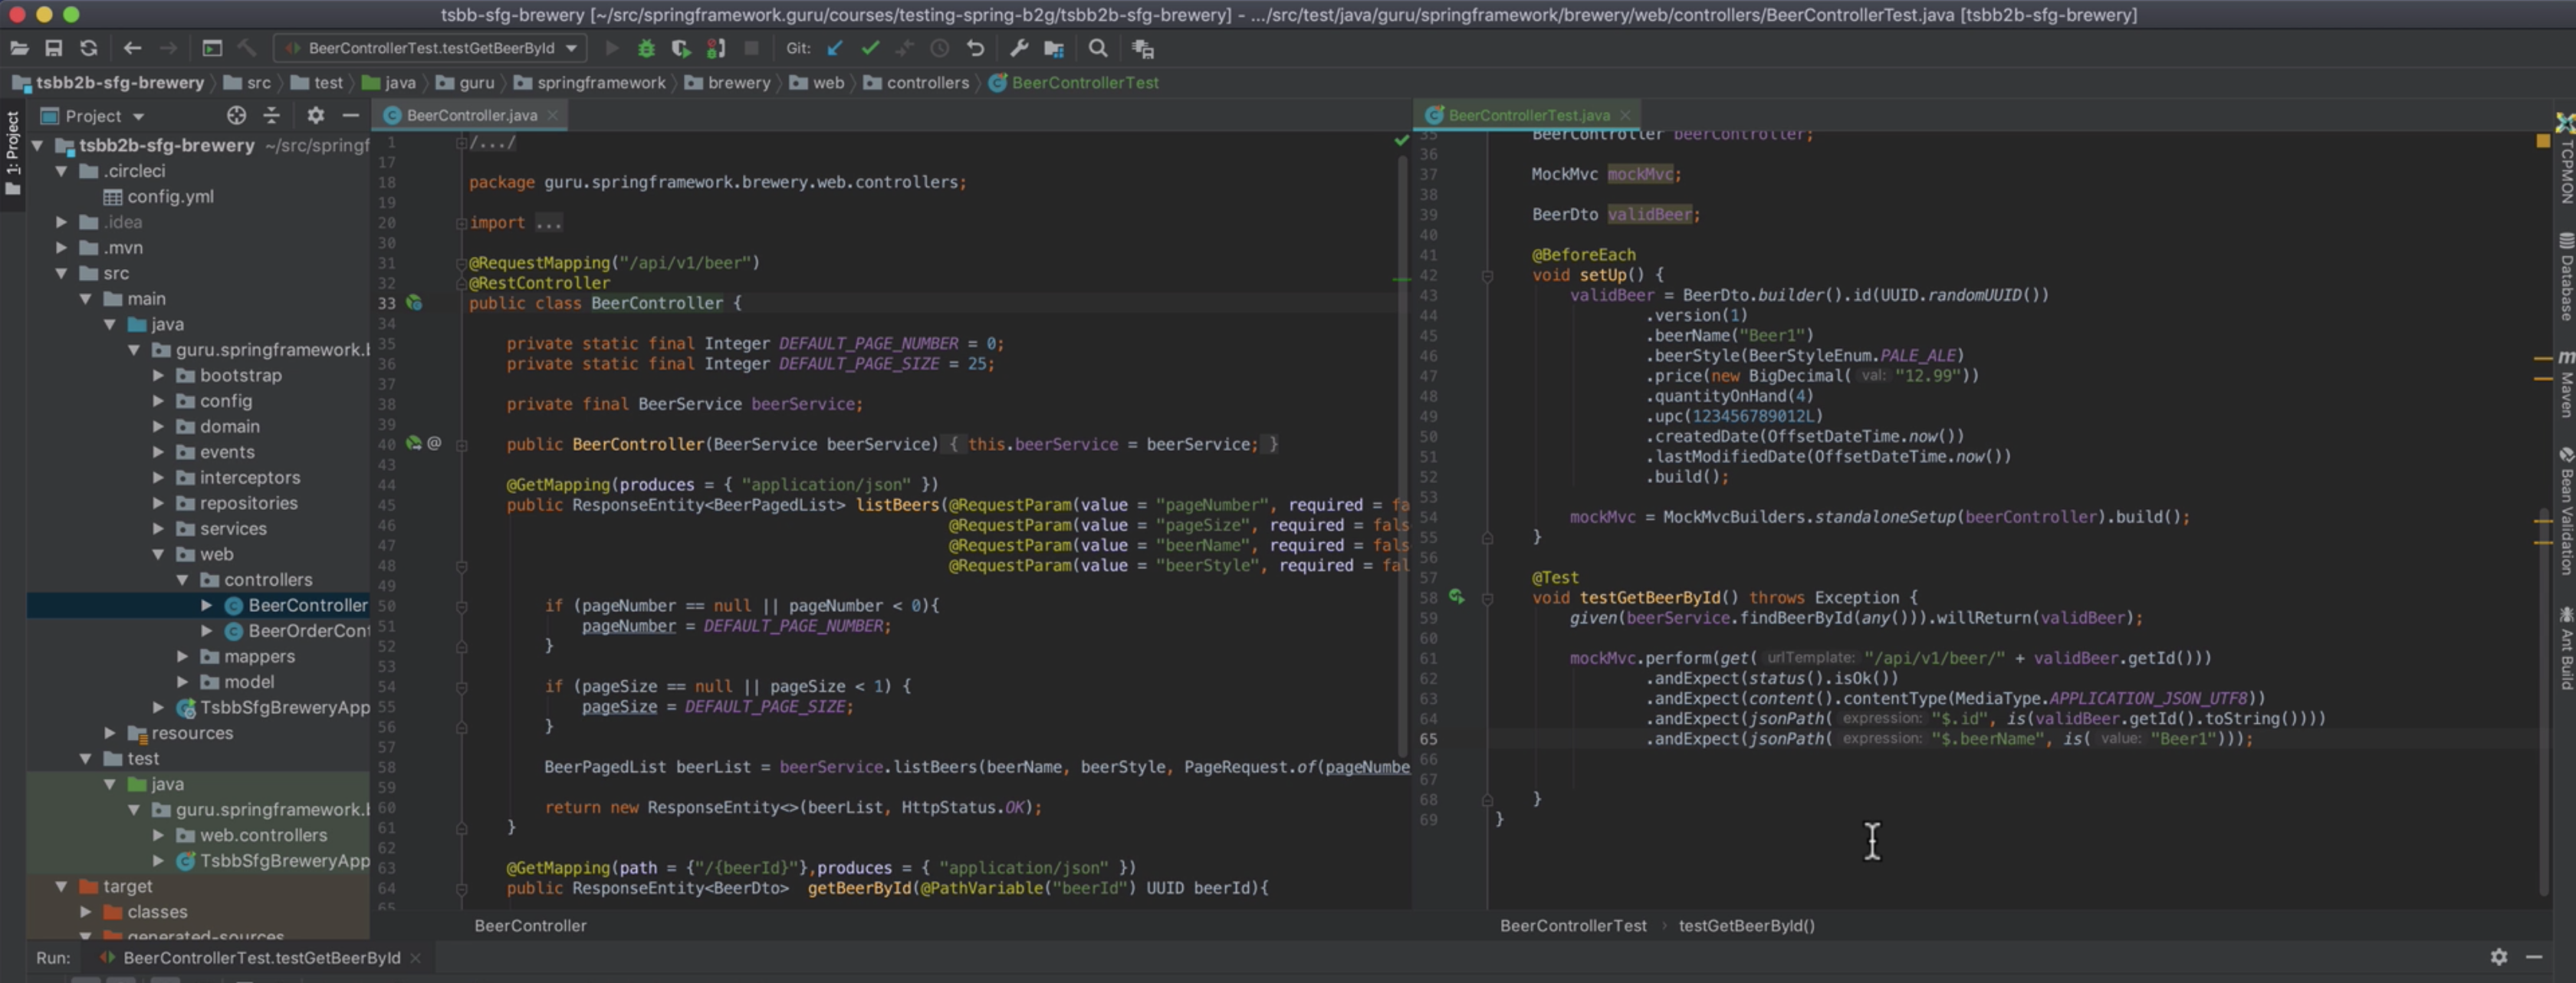 tsbb-sfg-brewery [~/src/springframework.guru/courses/testing-spring-b2g/tsbb2b-sfg-brewery] - .../src/test/java/guru/springframework/brewery/web/controllers/BeerControllerTest.java [tsbb2b-sfg-brewery]
BeerControllerTest.testGetBeerById
Git:
tsbb2b-sfg-brewery
src
test
java
guru
springframework
brewery
web
controllers
BeerControllerTest
1: Project
Project
tsbb2b-sfg-brewery ~/src/springf
.circleci
config.yml
.idea
.mvn
src
main
java
guru.springframework.b
bootstrap
config
domain
events
interceptors
repositories
services
web
controllers
BeerController
BeerOrderCont
mappers
model
TsbbSfgBreweryApp
resources
test
java
guru.springframework.b
web.controllers
TsbbSfgBreweryApp
target
classes
generated-sources
BeerController.java
1 /.../
17
18 package guru.springframework.brewery.web.controllers;
19
20 import ...
30
31 @RequestMapping("/api/v1/beer")
32 @RestController
33 public class BeerController {
34
35 private static final Integer DEFAULT_PAGE_NUMBER = 0;
36 private static final Integer DEFAULT_PAGE_SIZE = 25;
37
38 private final BeerService beerService;
39
40 @ public BeerController(BeerService beerService) { this.beerService = beerService; }
43
44 @GetMapping(produces = { "application/json" })
45 public ResponseEntity<BeerPagedList> listBeers(@RequestParam(value = "pageNumber", required = fa
46 @RequestParam(value = "pageSize", required = fals
47 @RequestParam(value = "beerName", required = fals
48 @RequestParam(value = "beerStyle", required = fal
49
50 if (pageNumber == null || pageNumber < 0){
51 pageNumber = DEFAULT_PAGE_NUMBER;
52 }
53
54 if (pageSize == null || pageSize < 1) {
55 pageSize = DEFAULT_PAGE_SIZE;
56 }
57
58 BeerPagedList beerList = beerService.listBeers(beerName, beerStyle, PageRequest.of(pageNumbe
59
60 return new ResponseEntity<>(beerList, HttpStatus.OK);
61 }
62
63 @GetMapping(path = {"/{beerId}"},produces = { "application/json" })
64 public ResponseEntity<BeerDto> getBeerById(@PathVariable("beerId") UUID beerId){
65
BeerController
BeerControllerTest.java
35 BeerController beerController;
36
37 MockMvc mockMvc;
38
39 BeerDto validBeer;
40
41 @BeforeEach
42 void setUp() {
43 validBeer = BeerDto.builder().id(UUID.randomUUID())
44 .version(1)
45 .beerName("Beer1")
46 .beerStyle(BeerStyleEnum.PALE_ALE)
47 .price(new BigDecimal( val: "12.99"))
48 .quantityOnHand(4)
49 .upc(123456789012L)
50 .createdDate(OffsetDateTime.now())
51 .lastModifiedDate(OffsetDateTime.now())
52 .build();
53
54 mockMvc = MockMvcBuilders.standaloneSetup(beerController).build();
55 }
56
57 @Test
58 void testGetBeerById() throws Exception {
59 given(beerService.findBeerById(any())).willReturn(validBeer);
60
61 mockMvc.perform(get( urlTemplate: "/api/v1/beer/" + validBeer.getId()))
62 .andExpect(status().isOk())
63 .andExpect(content().contentType(MediaType.APPLICATION_JSON_UTF8))
64 .andExpect(jsonPath( expression: "$.id", is(validBeer.getId().toString())))
65 .andExpect(jsonPath( expression: "$.beerName", is( value: "Beer1")));
66
67
68 }
69 }
BeerControllerTest
testGetBeerById()
TCPMON
Database
m Maven
Bean Validation
Ant Build
Run:
BeerControllerTest.testGetBeerById